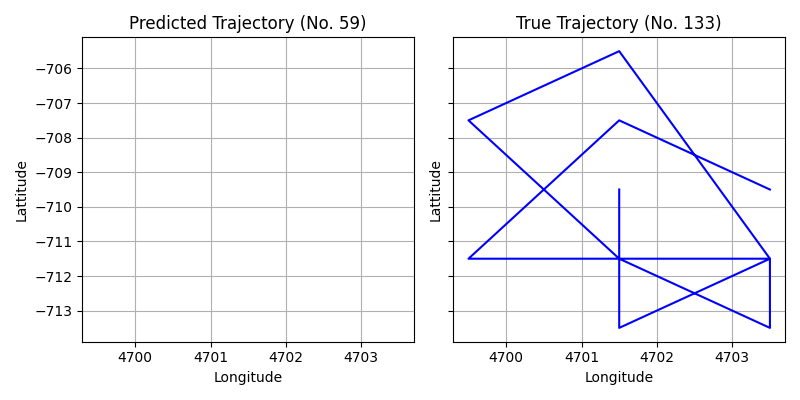 Predicted Trajectory (No. 59)
−706
−707
−708
−709
−710
−711
−712
−713
Lattitude
4700 4701 4702 4703
Longitude
True Trajectory (No. 133)
Lattitude
4700 4701 4702 4703
Longitude